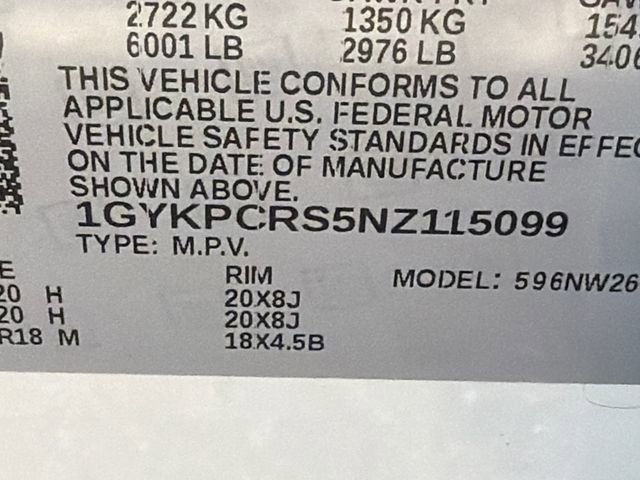 2722 KG 1350 KG 154
6001 LB 2976 LB 3406
THIS VEHICLE CONFORMS TO ALL
APPLICABLE U.S. FEDERAL MOTOR
VEHICLE SAFETY STANDARDS IN EFFEC
ON THE DATE OF MANUFACTURE
SHOWN ABOVE.
1GYKPCRS5NZ115099
TYPE: M.P.V.
E RIM MODEL: 596NW26
20 H 20X8J
20 H 20X8J
R18 M 18X4.5B